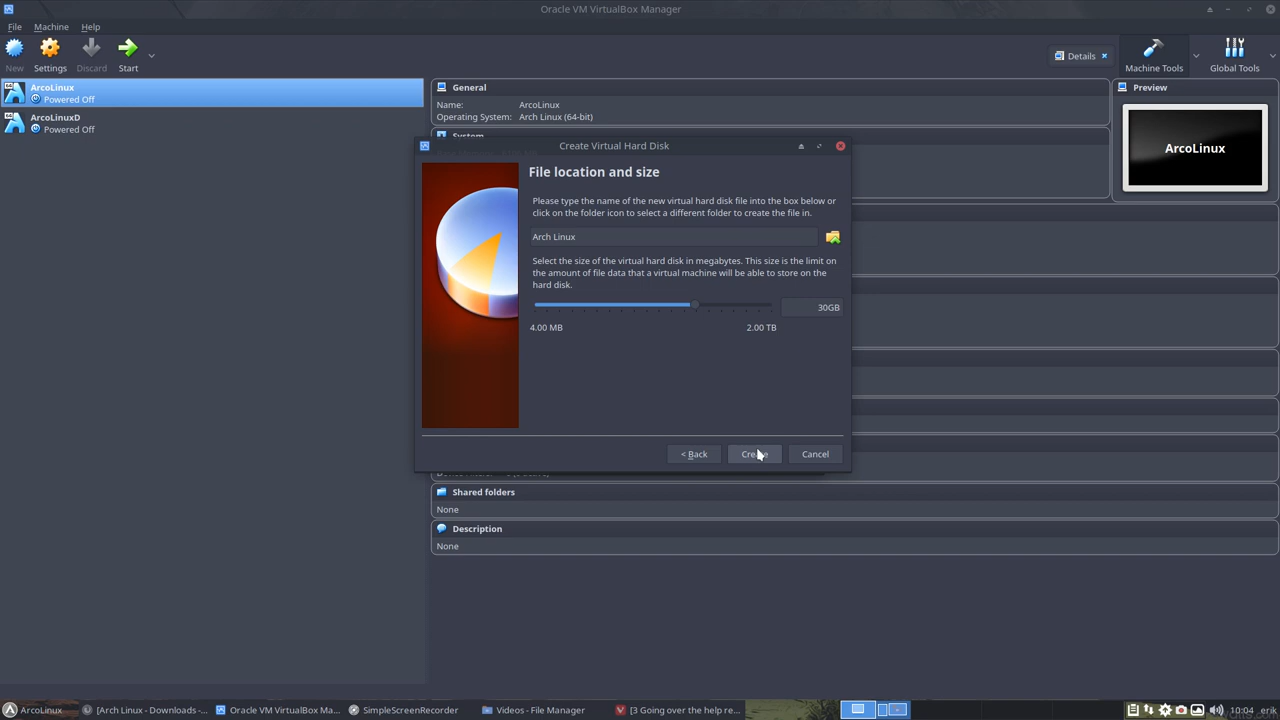 Oracle VM VirtualBox Manager
File Machine Help
New
Settings
Discard
Start
Details
Machine Tools
Global Tools
64
ArcoLinux
Powered Off
64
ArcoLinuxD
Powered Off
General
Name: ArcoLinux
Operating System: Arch Linux (64-bit)
System
Preview
ArcoLinux
Create Virtual Hard Disk
File location and size
Please type the name of the new virtual hard disk file into the box below or
click on the folder icon to select a different folder to create the file in.
Arch Linux
Select the size of the virtual hard disk in megabytes. This size is the limit on
the amount of file data that a virtual machine will be able to store on the
hard disk.
30GB
4.00 MB 2.00 TB
< Back
Create
Cancel
Shared folders
None
Description
None
ArcoLinux
[Arch Linux - Downloads -...
Oracle VM VirtualBox Ma...
SimpleScreenRecorder
Videos - File Manager
[3 Going over the help re...
10:04
erik